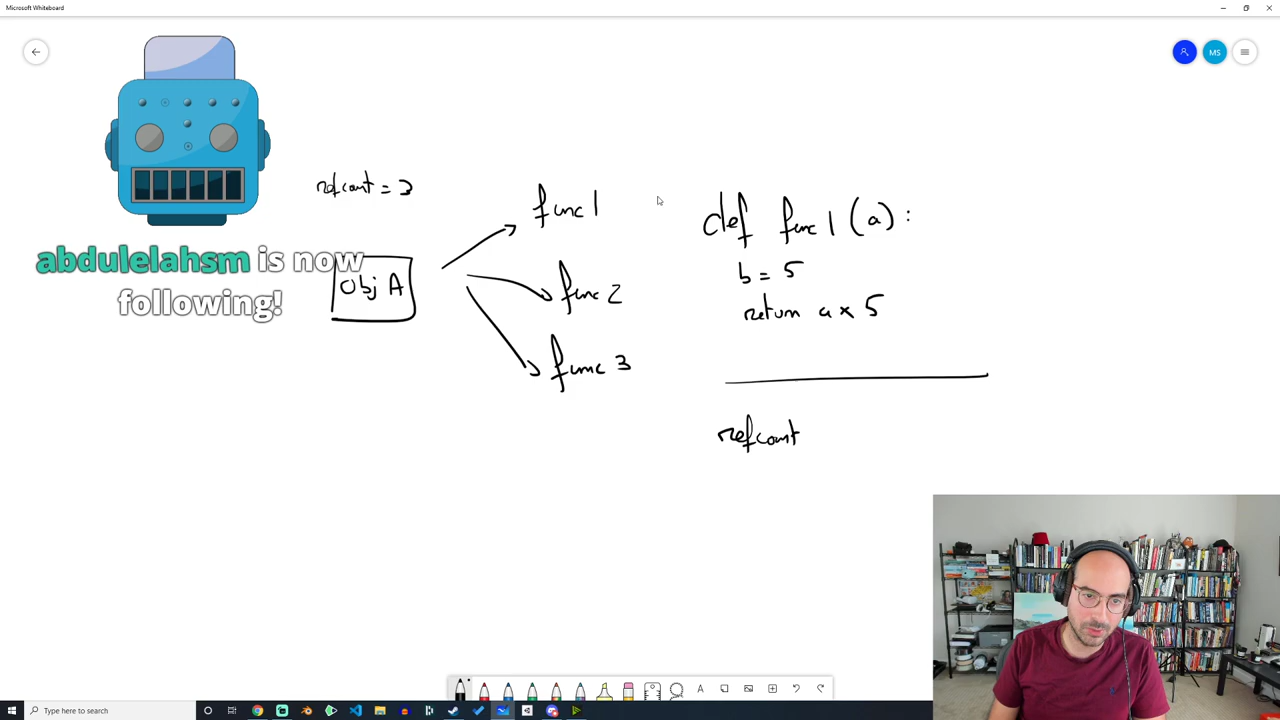 Microsoft Whiteboard
MS
refcount = 3
func 1
def func 1 (a) :
abdulelahsm is now
following!
Obj A
func 2
b = 5
return a x 5
func 3
refcount
Type here to search